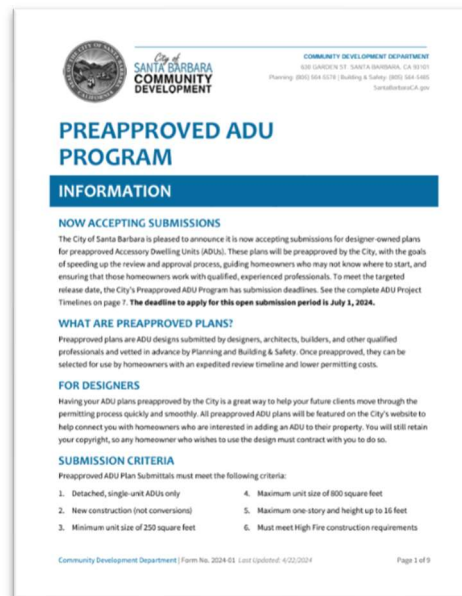 City of
SANTA BARBARA
COMMUNITY
DEVELOPMENT
COMMUNITY DEVELOPMENT DEPARTMENT
630 GARDEN ST. SANTA BARBARA, CA 93101
Planning: (805) 564-5578 | Building & Safety: (805) 564-5485
SantaBarbaraCA.gov
PREAPPROVED ADU
PROGRAM
INFORMATION
NOW ACCEPTING SUBMISSIONS
The City of Santa Barbara is pleased to announce it is now accepting submissions for designer-owned plans
for preapproved Accessory Dwelling Units (ADUs). These plans will be preapproved by the City, with the goals
of speeding up the review and approval process, guiding homeowners who may not know where to start, and
ensuring that those homeowners work with qualified, experienced professionals. To meet the targeted
release date, the City's Preapproved ADU Program has submission deadlines. See the complete ADU Project
Timelines on page 7. The deadline to apply for this open submission period is July 1, 2024.
WHAT ARE PREAPPROVED PLANS?
Preapproved plans are ADU designs submitted by designers, architects, builders, and other qualified
professionals and vetted in advance by Planning and Building & Safety. Once preapproved, they can be
selected for use by homeowners with an expedited review timeline and lower permitting costs.
FOR DESIGNERS
Having your ADU plans preapproved by the City is a great way to help your future clients move through the
permitting process quickly and smoothly. All preapproved ADU plans will be featured on the City's website to
help connect you with homeowners who are interested in adding an ADU to their property. You will still retain
your copyright, so any homeowner who wishes to use the design must contract with you to do so.
SUBMISSION CRITERIA
Preapproved ADU Plan Submittals must meet the following criteria:
1. Detached, single-unit ADUs only
2. New construction (not conversions)
3. Minimum unit size of 250 square feet
4. Maximum unit size of 800 square feet
5. Maximum one-story and height up to 16 feet
6. Must meet High Fire construction requirements
Community Development Department | Form No. 2024-01 Last Updated: 4/22/2024 Page 1 of 9